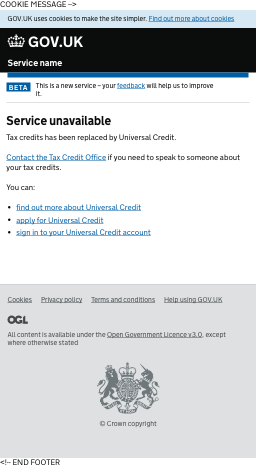 COOKIE MESSAGE -->
GOV.UK uses cookies to make the site simpler. Find out more about cookies
GOV.UK
Service name
BETA This is a new service – your feedback will help us to improve
it.
Service unavailable
Tax credits has been replaced by Universal Credit.
Contact the Tax Credit Office if you need to speak to someone about
your tax credits.
You can:
• find out more about Universal Credit
• apply for Universal Credit
• sign in to your Universal Credit account
Cookies Privacy policy Terms and conditions Help using GOV.UK
OGL
All content is available under the Open Government Licence v3.0, except
where otherwise stated
© Crown copyright
<!-- END FOOTER